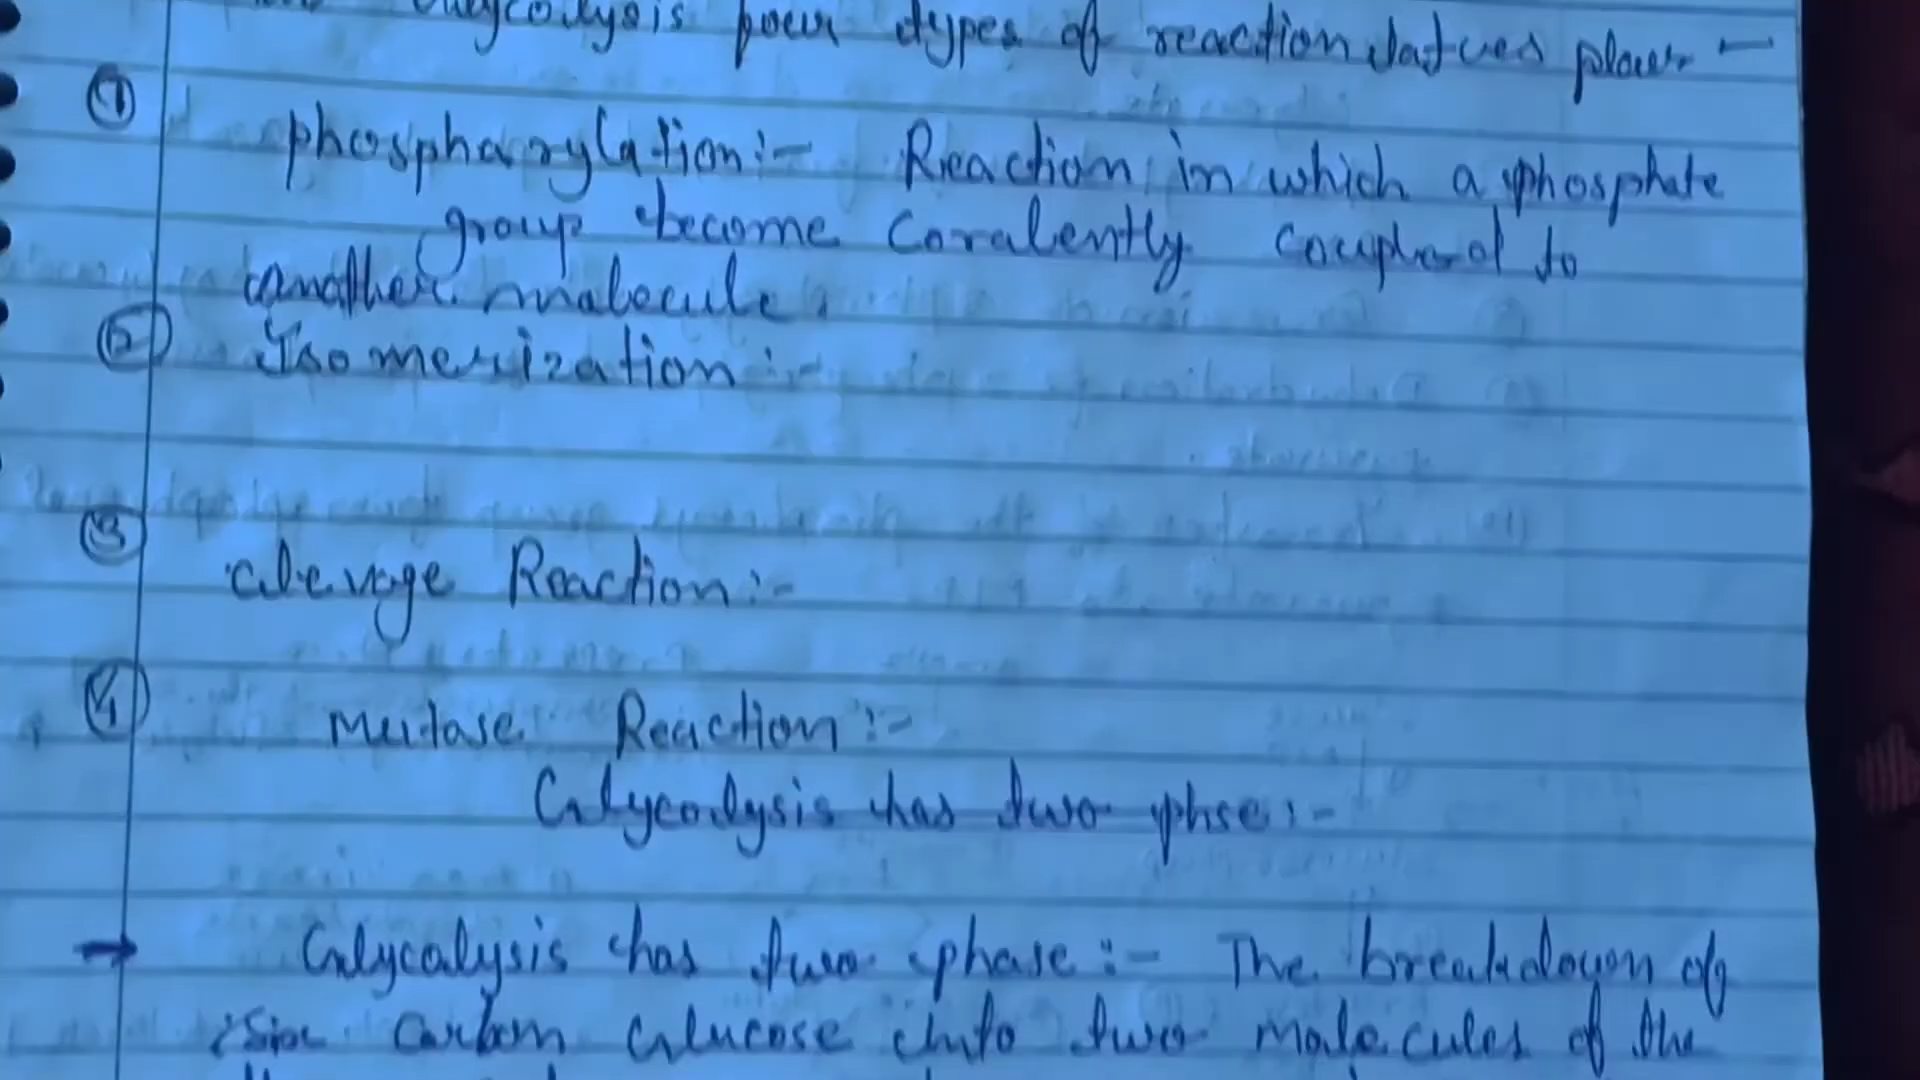 Glycolysis four types of reaction takes place -
① phosphorylation :- Reaction in which a phosphate
group become Covalently coupled to
another molecule.
② Isomerization :-
③ clevage Reaction :-
④ Mutase Reaction :-
Glycolysis has two phse :-
→ Glycolysis has two phase :- The breakdown of
Six Carbon Glucose into two molecules of the